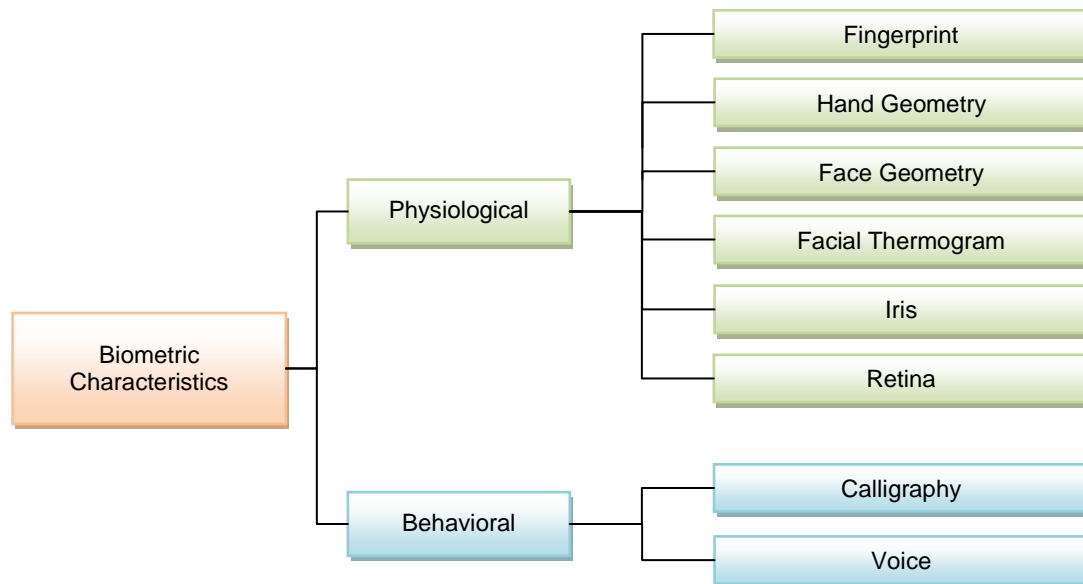 Fingerprint
Hand Geometry
Face Geometry
Physiological
Facial Thermogram
Iris
Biometric
Characteristics
Retina
Calligraphy
Behavioral
Voice